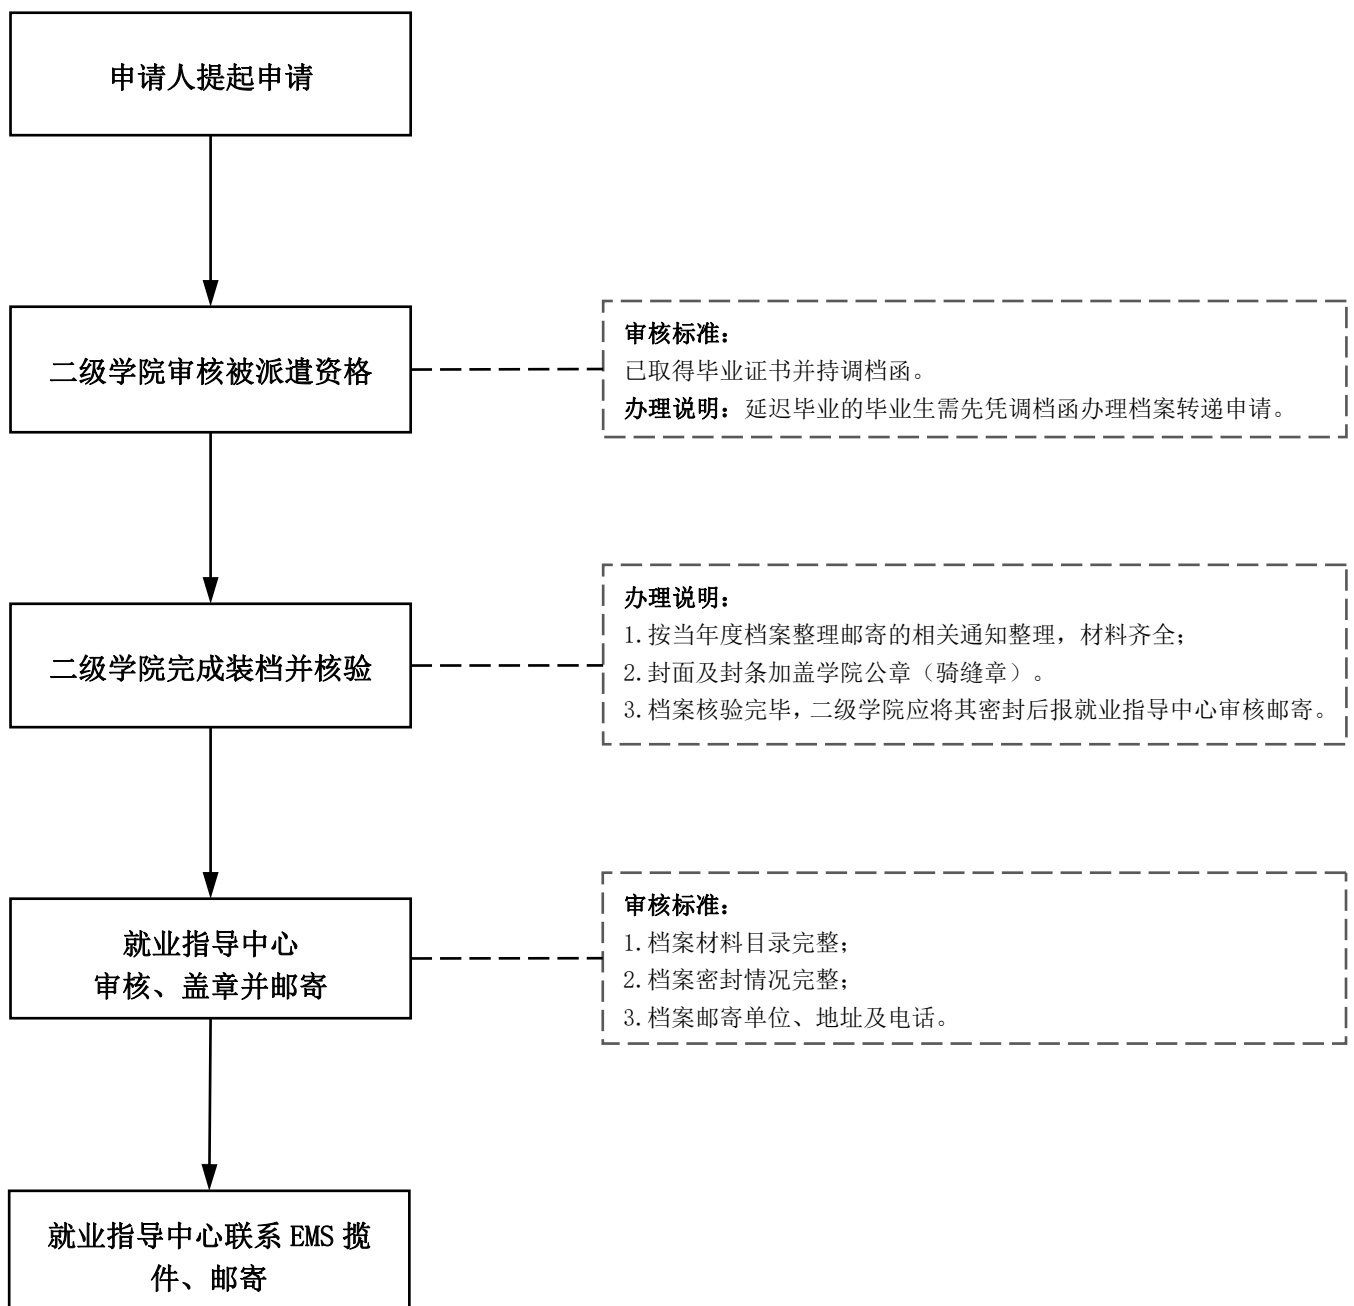 申请人提起申请
二级学院审核被派遣资格
审核标准：
已取得毕业证书并持调档函。
办理说明：延迟毕业的毕业生需先凭调档函办理档案转递申请。
二级学院完成装档并核验
办理说明：
1.按当年度档案整理邮寄的相关通知整理，材料齐全；
2.封面及封条加盖学院公章（骑缝章）。
3.档案核验完毕，二级学院应将其密封后报就业指导中心审核邮寄。
就业指导中心
审核、盖章并邮寄
审核标准：
1.档案材料目录完整；
2.档案密封情况完整；
3.档案邮寄单位、地址及电话。
就业指导中心联系 EMS 揽
件、邮寄